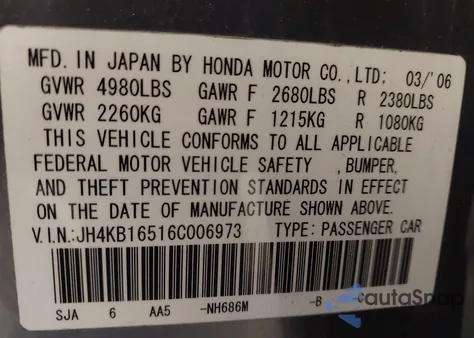 MFD. IN JAPAN BY HONDA MOTOR CO.,LTD: 03/'06
GVWR 4980LBS GAWR F 2680LBS R 2380LBS
GVWR 2260KG GAWR F 1215KG R 1080KG
THIS VEHICLE CONFORMS TO ALL APPLICABLE
FEDERAL MOTOR VEHICLE SAFETY ,BUMPER,
AND THEFT PREVENTION STANDARDS IN EFFECT
ON THE DATE OF MANUFACTURE SHOWN ABOVE.
V.I.N.:JH4KB16516C006973 TYPE: PASSENGER CAR
SJA 6 AA5 -NH686M -B -C
autaSnap